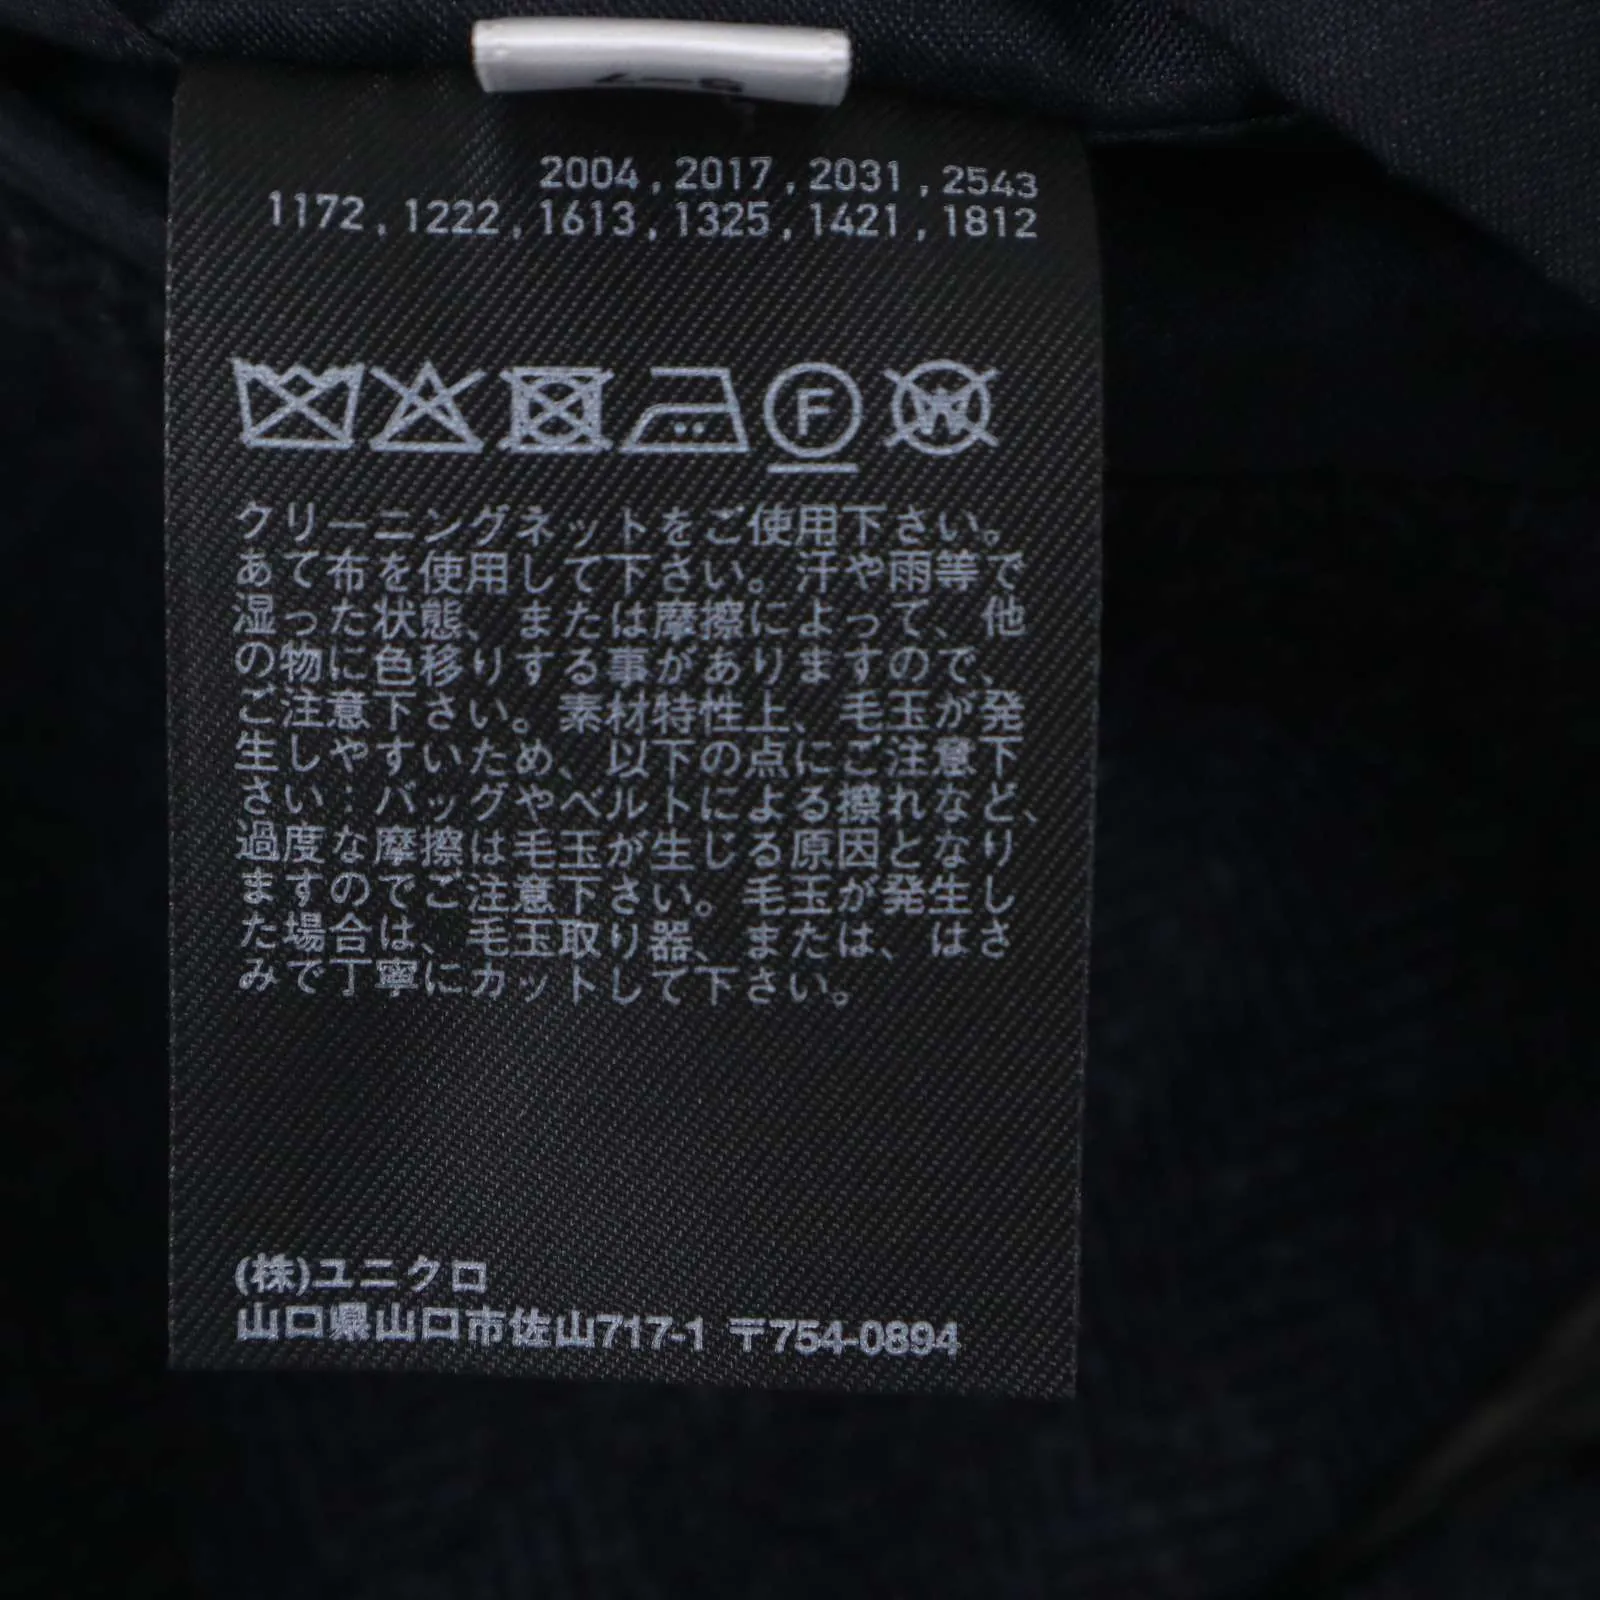 2004 , 2017 , 2031 , 2543
1172 , 1222 , 1613 , 1325 , 1421 , 1812
F
W
クリーニングネットをご使用下さい。
あて布を使用して下さい。汗や雨等で
湿った状態、または摩擦によって、他
の物に色移りする事がありますので、
ご注意下さい。素材特性上、毛玉が発
生しやすいため、以下の点にご注意下
さい：バッグやベルトによる擦れなど、
過度な摩擦は毛玉が生じる原因となり
ますのでご注意下さい。毛玉が発生し
た場合は、毛玉取り器、または、はさ
みで丁寧にカットして下さい。
(株)ユニクロ
山口県山口市佐山717-1 〒754-0894